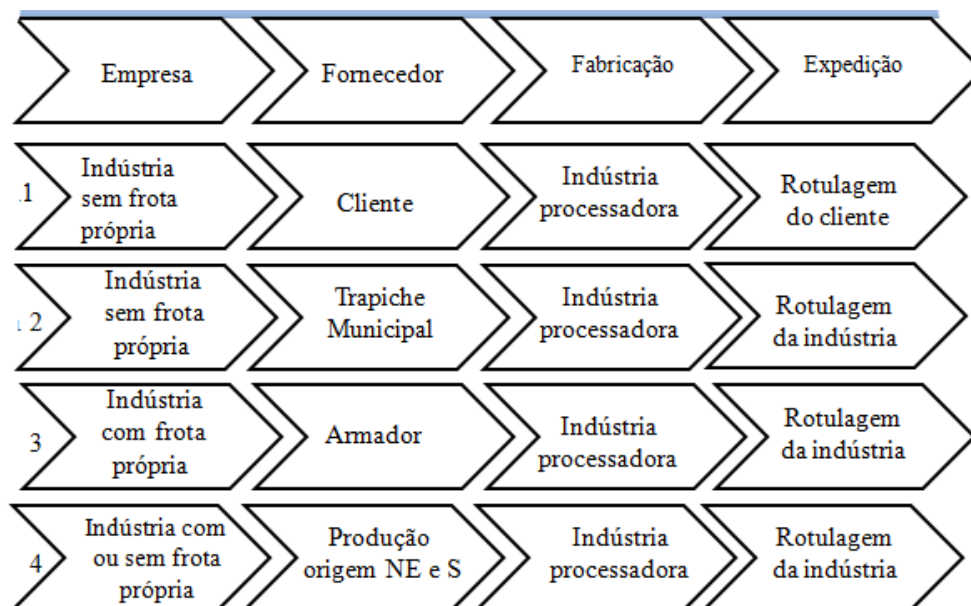 Empresa
Fornecedor
Fabricação
Expedição
1
Indústria
sem frota
própria
Cliente
Indústria
processadora
Rotulagem
do cliente
2
Indústria
sem frota
própria
Trapiche
Municipal
Indústria
processadora
Rotulagem
da indústria
3
Indústria
com frota
própria
Armador
Indústria
processadora
Rotulagem
da indústria
4
Indústria com
ou sem frota
própria
Produção
origem NE e S
Indústria
processadora
Rotulagem
da indústria